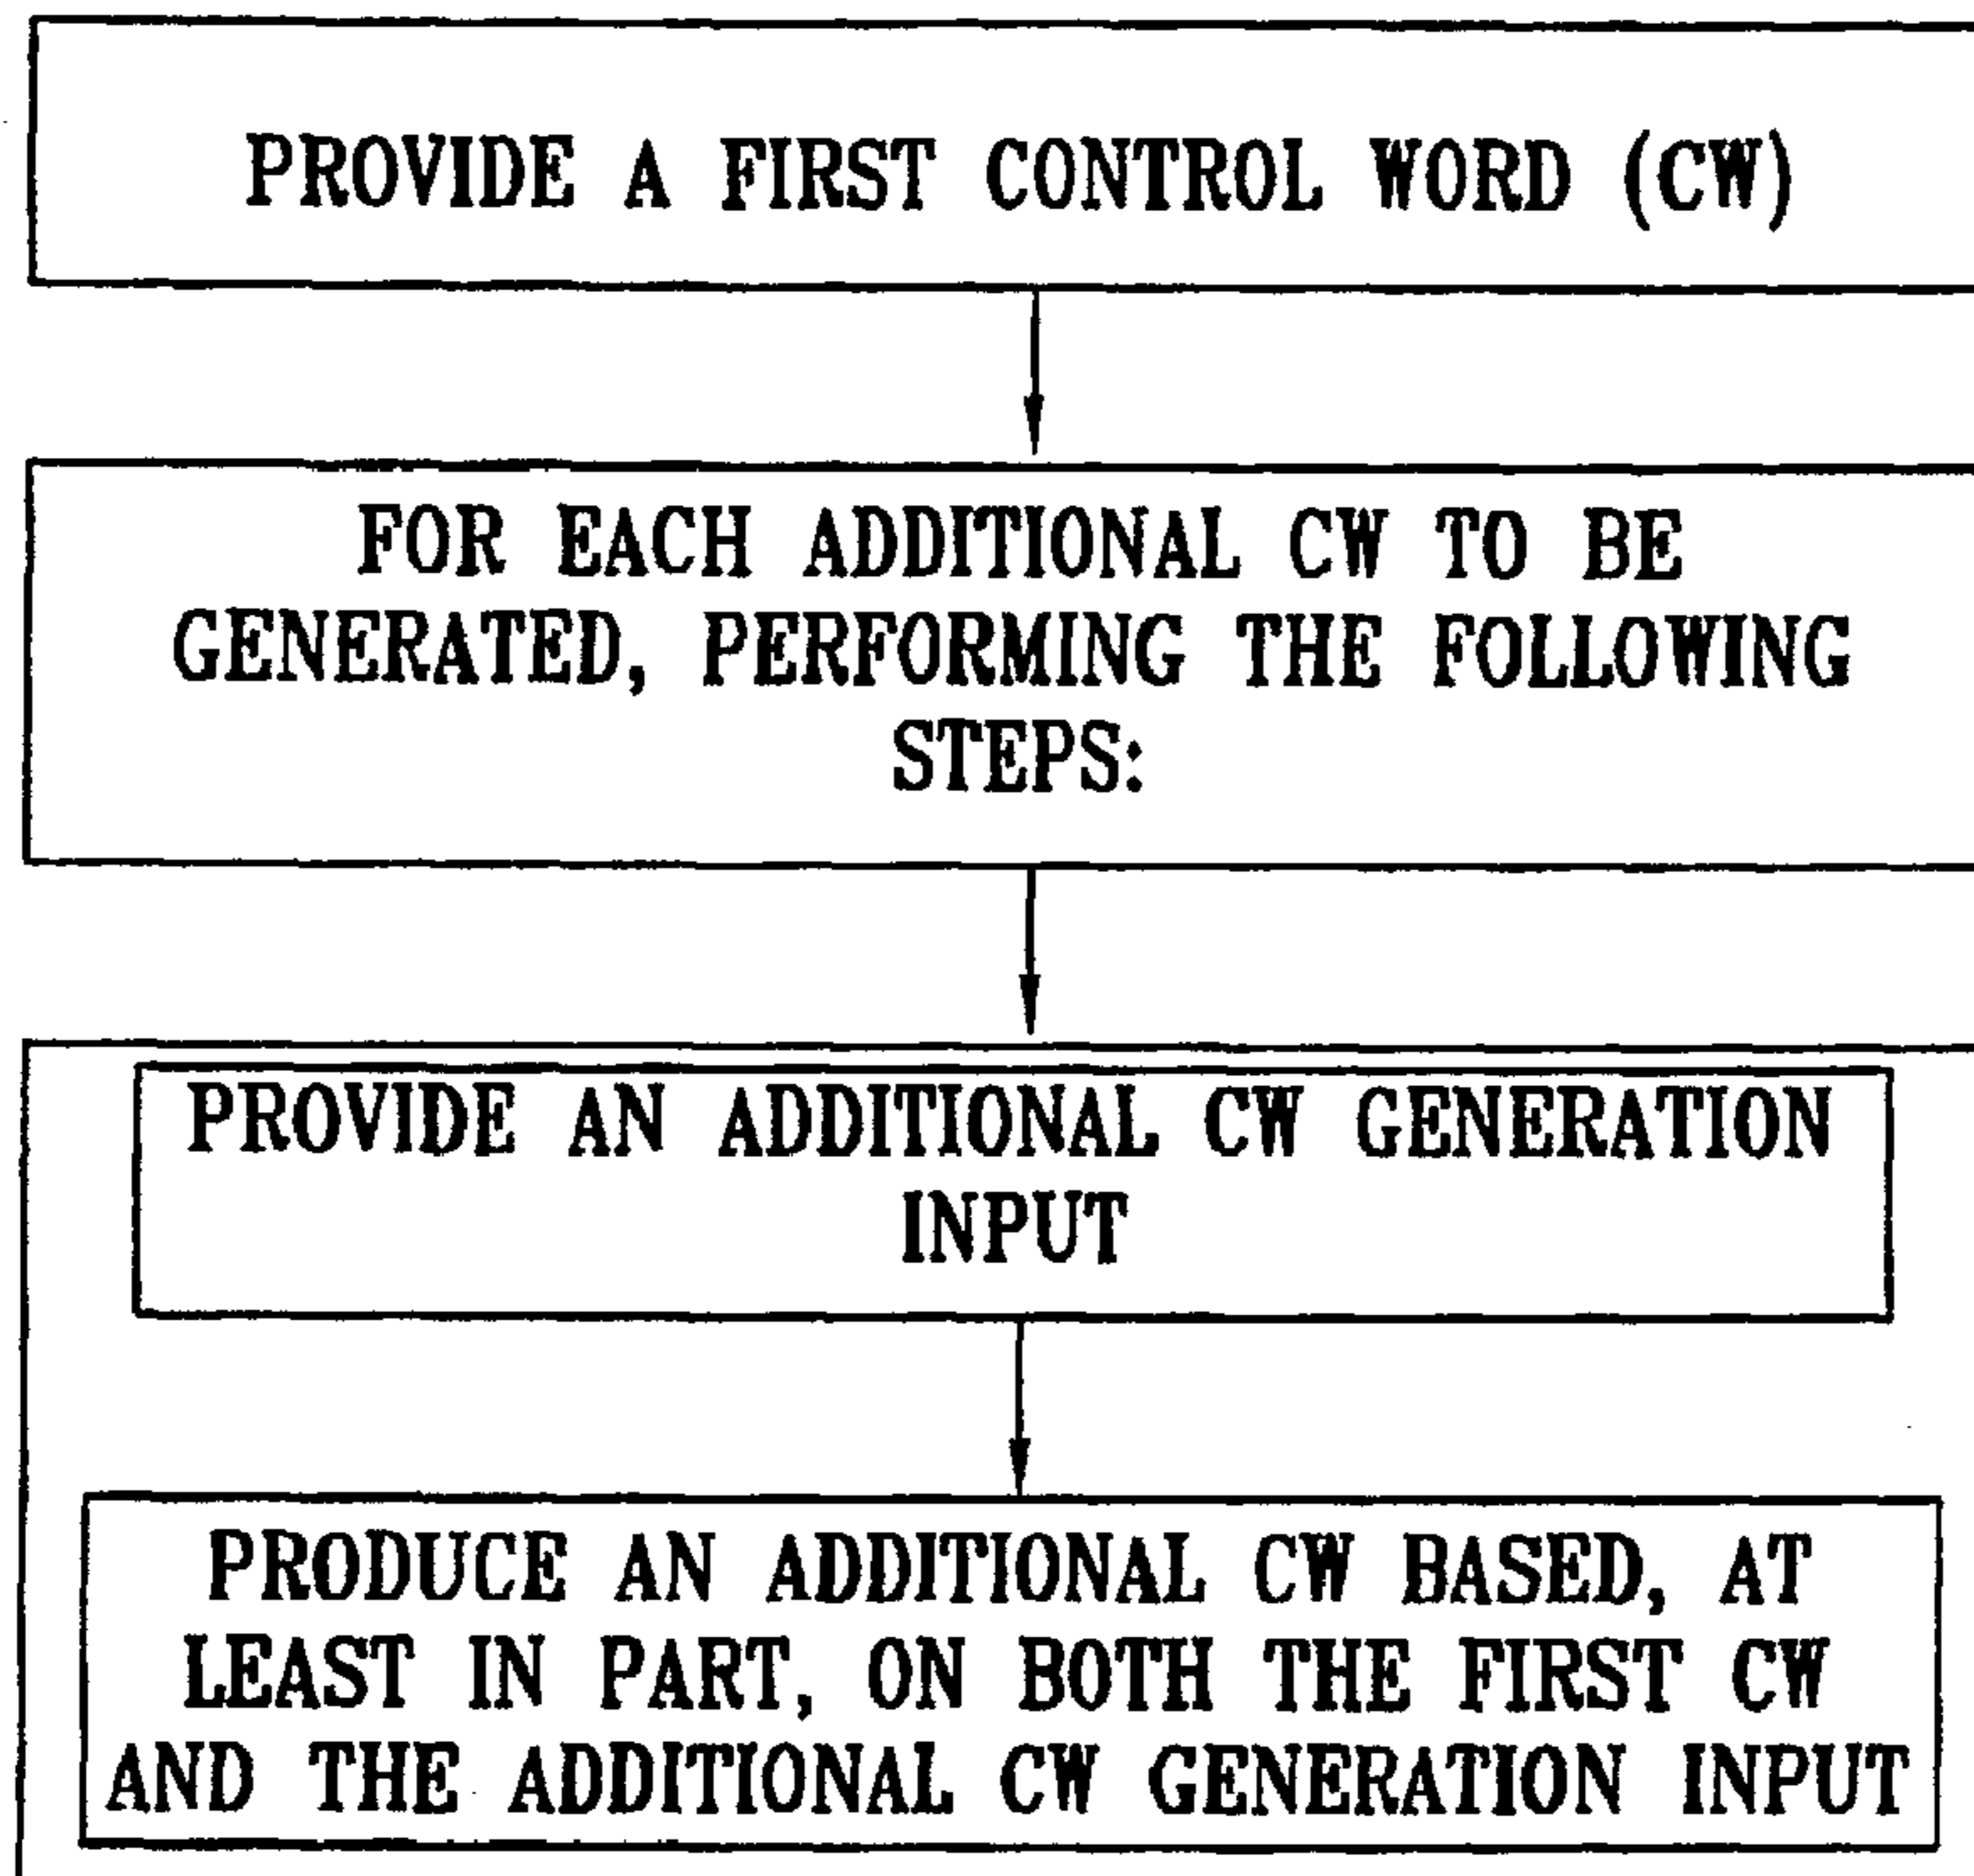 PROVIDE A FIRST CONTROL WORD (CW)
FOR EACH ADDITIONAL CW TO BE
GENERATED, PERFORMING THE FOLLOWING
STEPS:
PROVIDE AN ADDITIONAL CW GENERATION
INPUT
PRODUCE AN ADDITIONAL CW BASED, AT
LEAST IN PART, ON BOTH THE FIRST CW
AND THE ADDITIONAL CW GENERATION INPUT